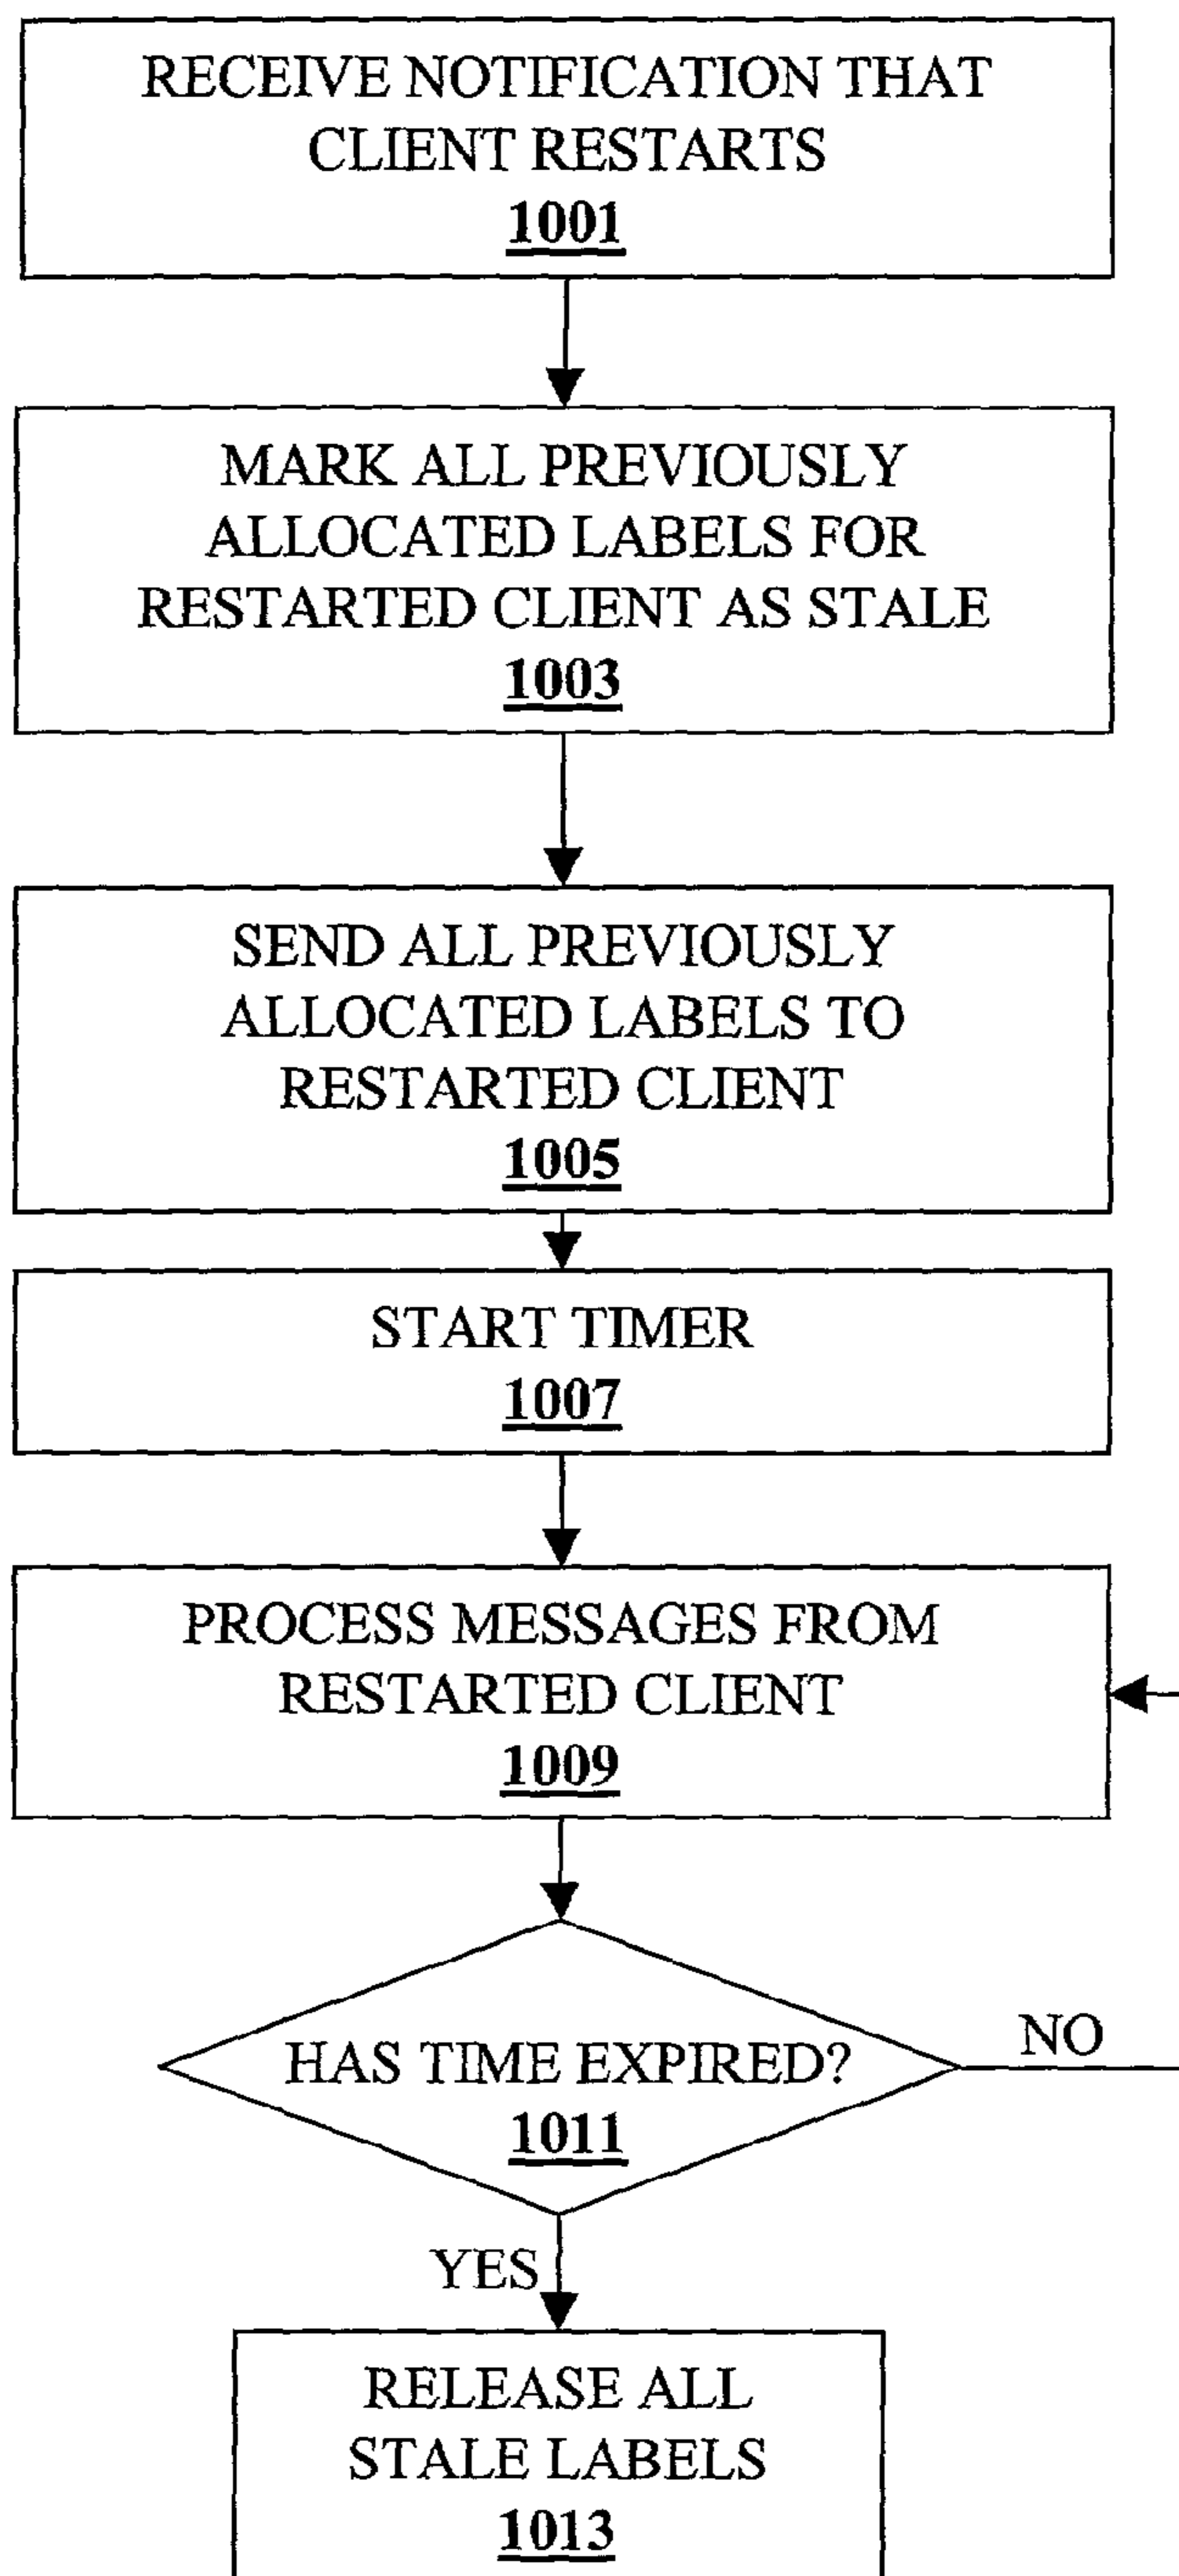 RECEIVE NOTIFICATION THAT
CLIENT RESTARTS
1001
MARK ALL PREVIOUSLY
ALLOCATED LABELS FOR
RESTARTED CLIENT AS STALE
1003
SEND ALL PREVIOUSLY
ALLOCATED LABELS TO
RESTARTED CLIENT
1005
START TIMER
1007
PROCESS MESSAGES FROM
RESTARTED CLIENT
1009
HAS TIME EXPIRED?
1011
NO
YES
RELEASE ALL
STALE LABELS
1013